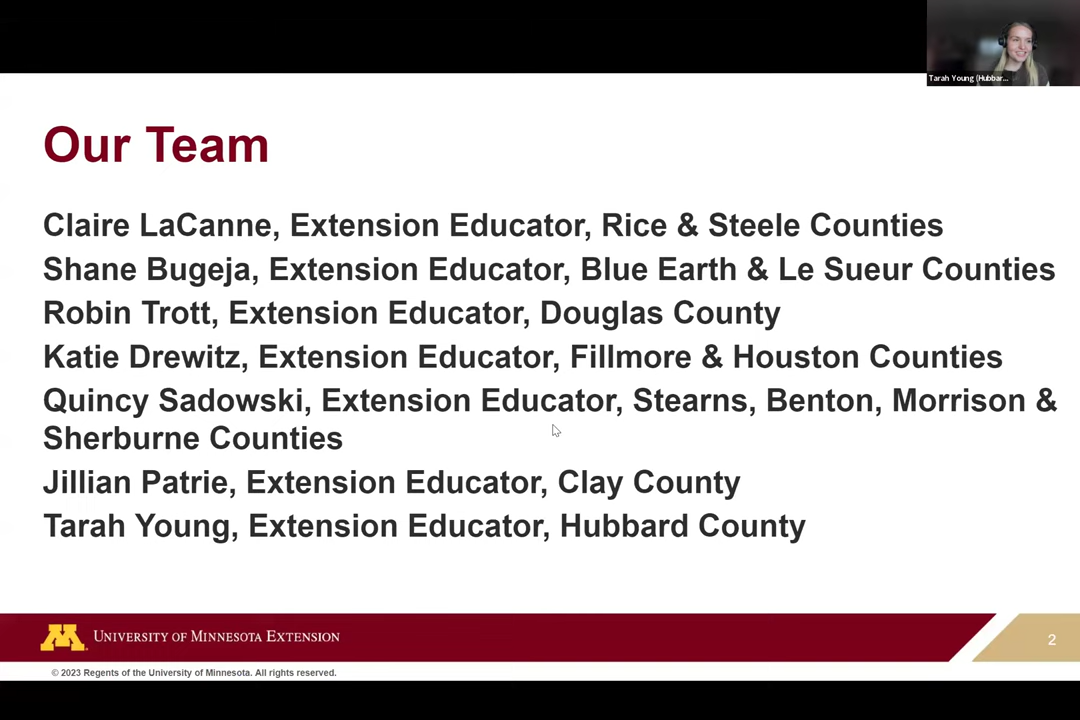 Tarah Young (Hubbar...
Our Team
Claire LaCanne, Extension Educator, Rice & Steele Counties
Shane Bugeja, Extension Educator, Blue Earth & Le Sueur Counties
Robin Trott, Extension Educator, Douglas County
Katie Drewitz, Extension Educator, Fillmore & Houston Counties
Quincy Sadowski, Extension Educator, Stearns, Benton, Morrison &
Sherburne Counties
Jillian Patrie, Extension Educator, Clay County
Tarah Young, Extension Educator, Hubbard County
M
University of Minnesota Extension
2
© 2023 Regents of the University of Minnesota. All rights reserved.